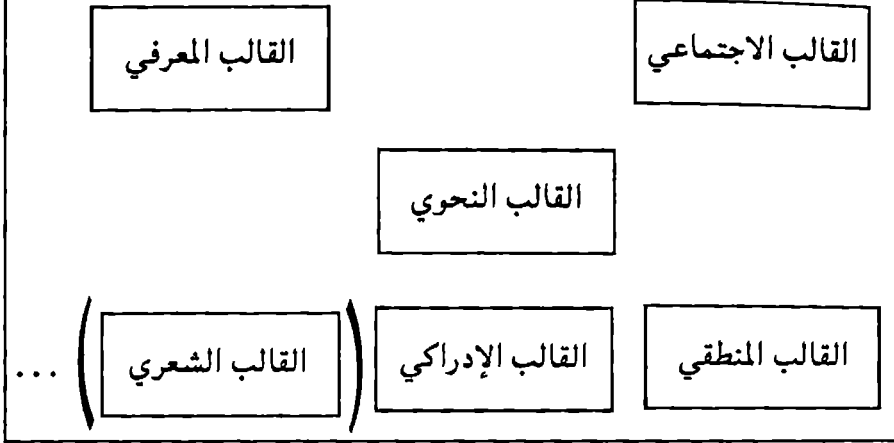 القالب الاجتماعي
القالب المعرفي
القالب النحوي
القالب المنطقي
القالب الإدراكي
(القالب الشعري) ...